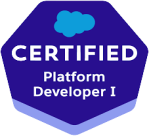 CERTIFIED
Platform
Developer I